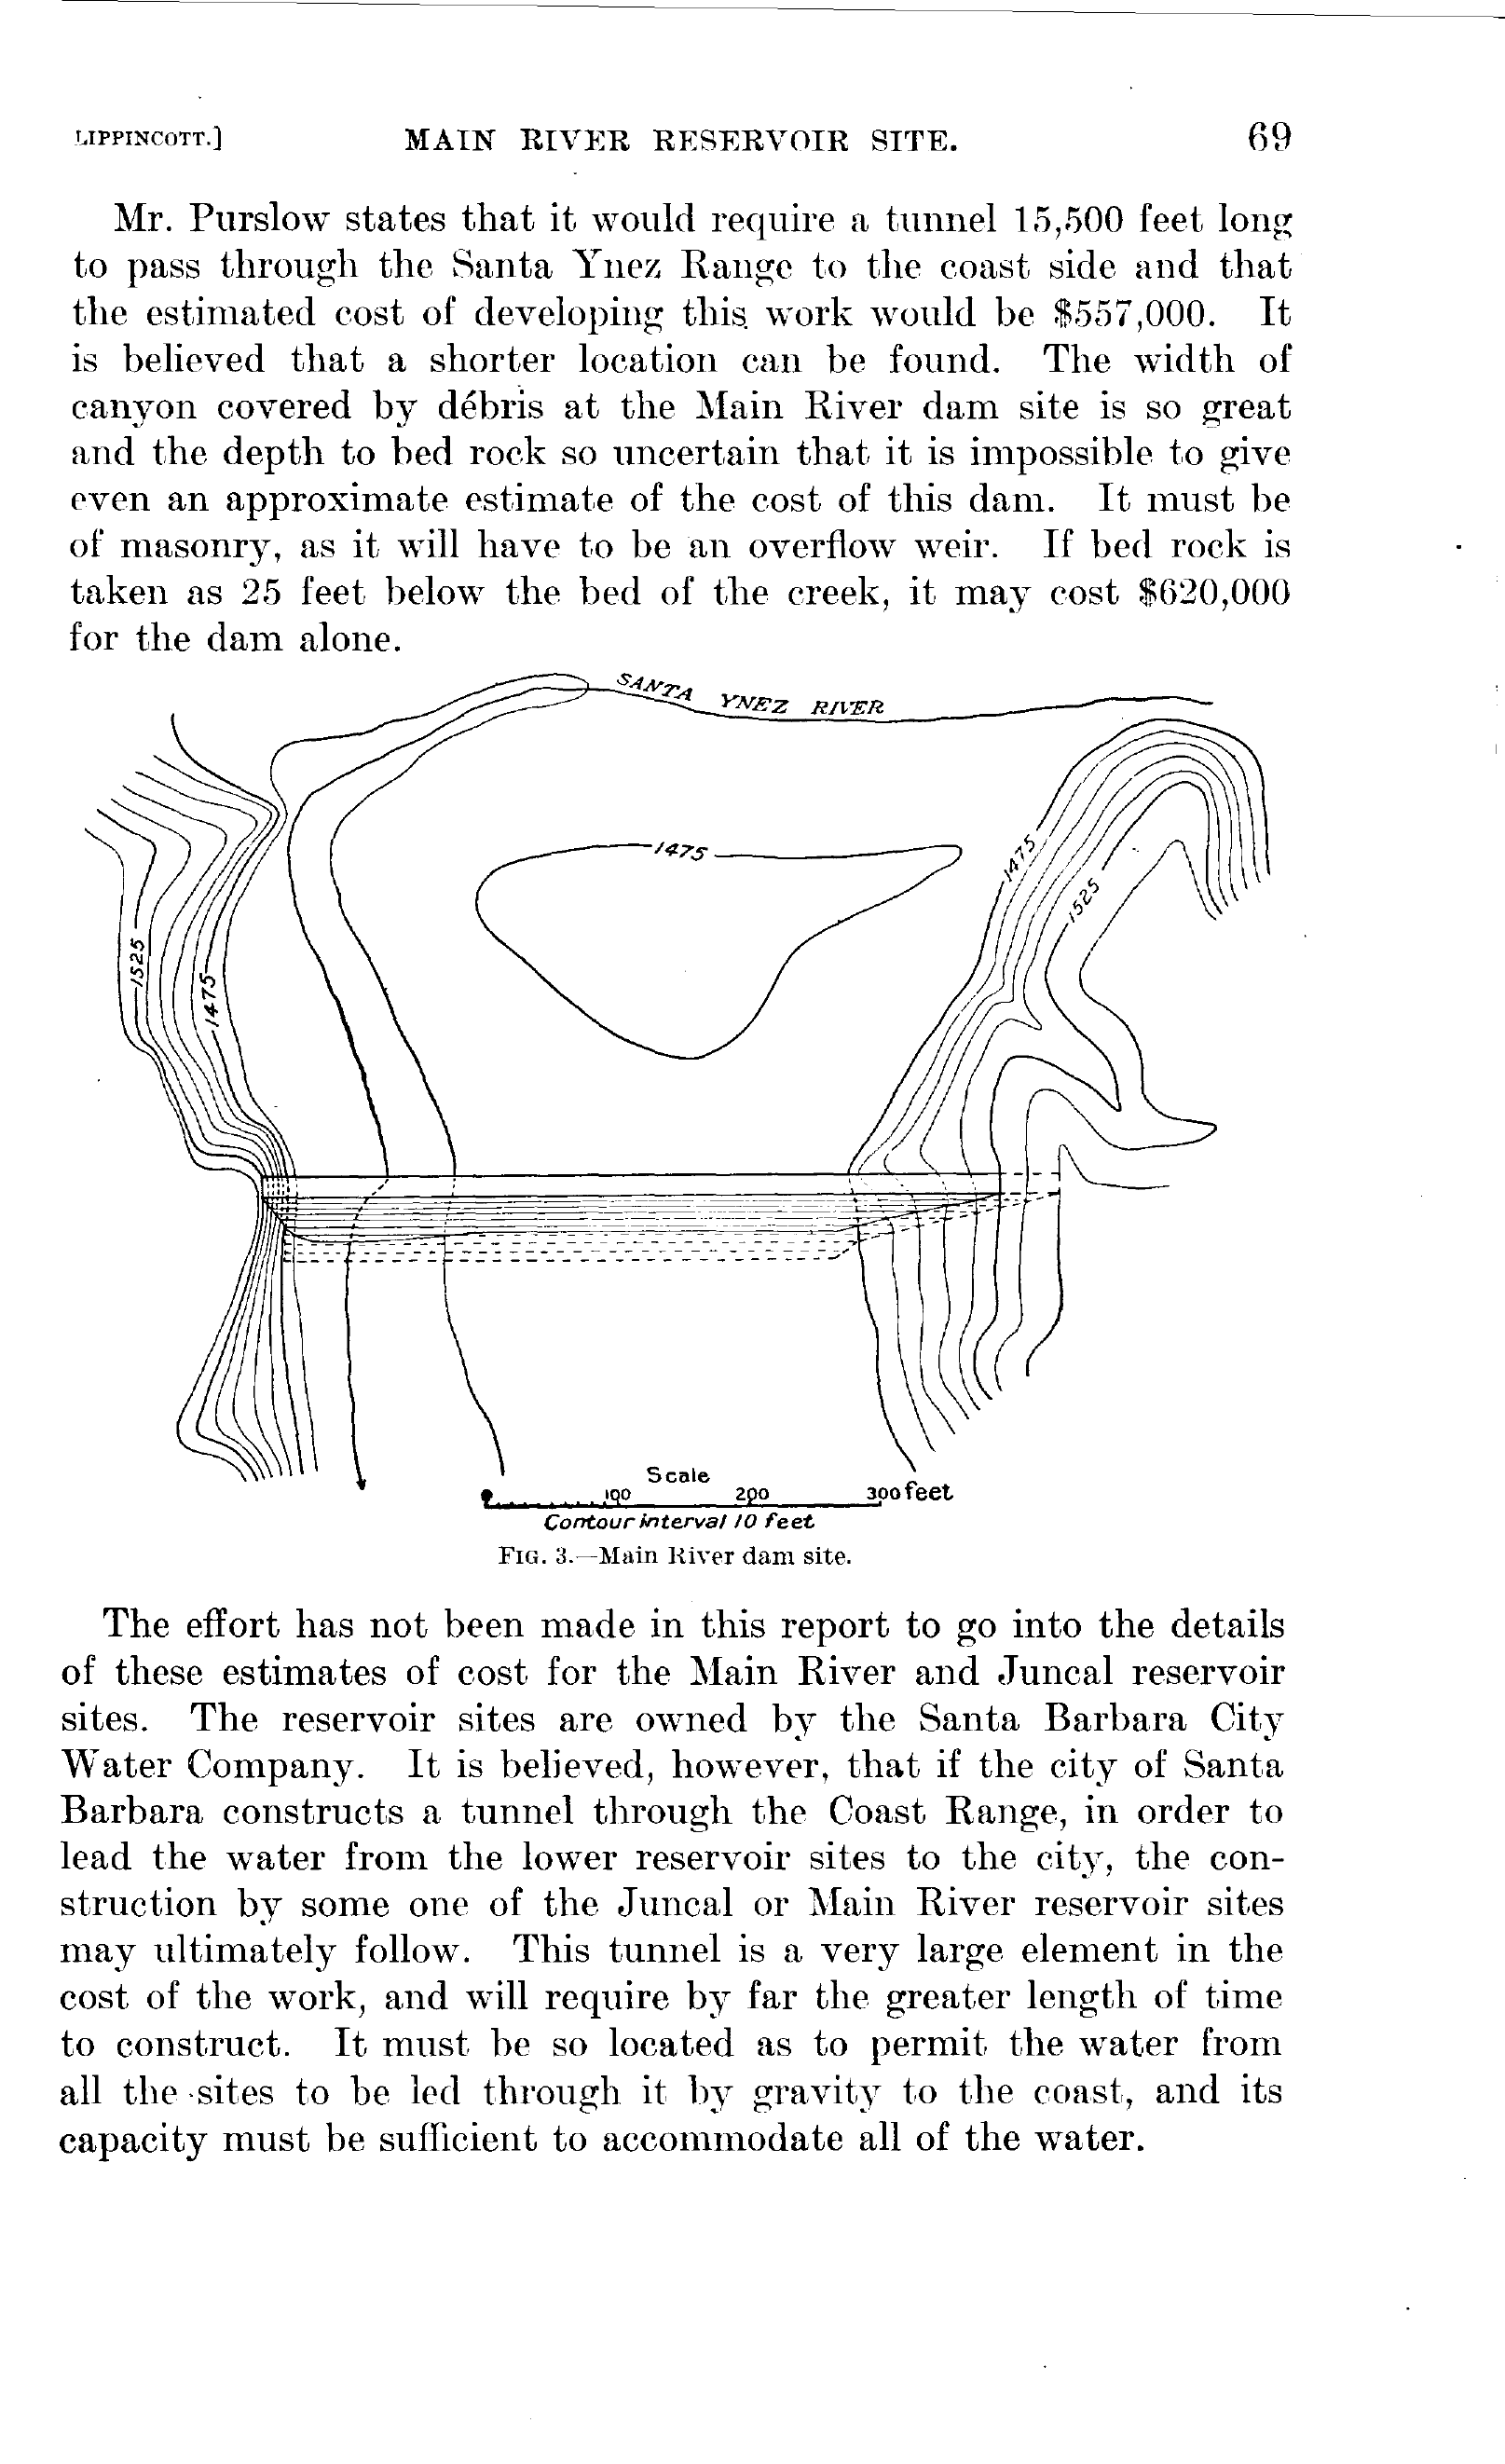 LIPPINCOTT.] MAIN RIVER RESERVOIR SITE. 69
Mr. Purslow states that it would require a tunnel 15,500 feet long
to pass through the Santa Ynez Range to the coast side and that
the estimated cost of developing this work would be $557,000. It
is believed that a shorter location can be found. The width of
canyon covered by débris at the Main River dam site is so great
and the depth to bed rock so uncertain that it is impossible to give
even an approximate estimate of the cost of this dam. It must be
of masonry, as it will have to be an overflow weir. If bed rock is
taken as 25 feet below the bed of the creek, it may cost $620,000
for the dam alone.
SANTA YNEZ RIVER
1475
1475
1525
1525
1475
Scale
100 200 300 feet
Contour interval 10 feet
FIG. 3.—Main River dam site.
The effort has not been made in this report to go into the details
of these estimates of cost for the Main River and Juncal reservoir
sites. The reservoir sites are owned by the Santa Barbara City
Water Company. It is believed, however, that if the city of Santa
Barbara constructs a tunnel through the Coast Range, in order to
lead the water from the lower reservoir sites to the city, the con-
struction by some one of the Juncal or Main River reservoir sites
may ultimately follow. This tunnel is a very large element in the
cost of the work, and will require by far the greater length of time
to construct. It must be so located as to permit the water from
all the sites to be led through it by gravity to the coast, and its
capacity must be sufficient to accommodate all of the water.